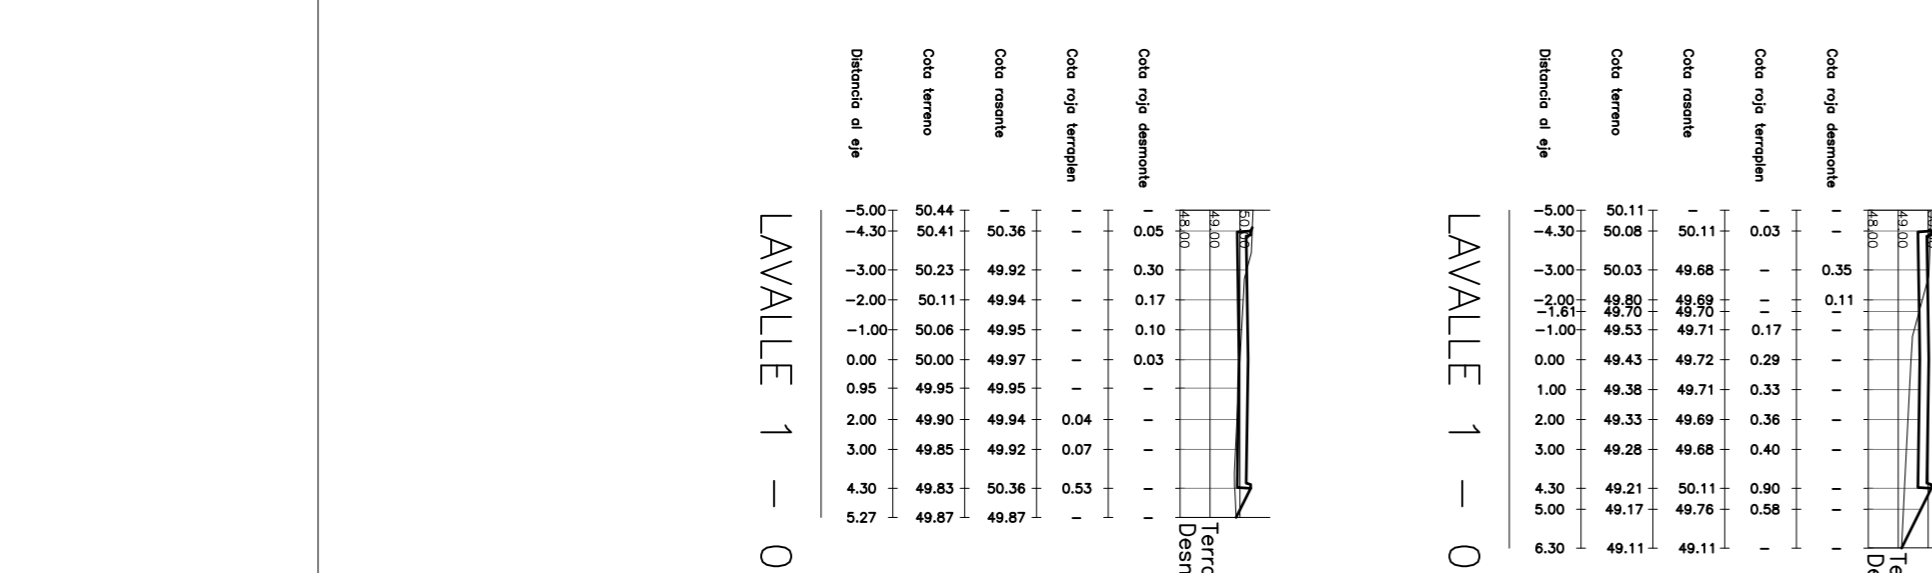 Distancia al eje Cota terreno Cota rasante Cota roja terraplen Cota roja desmonte
-5.00 50.44 - - -
-4.30 50.41 50.36 - 0.05
-3.00 50.23 49.92 - 0.30
-2.00 50.11 49.94 - 0.17
-1.00 50.06 49.95 - 0.10
0.00 50.00 49.97 - 0.03
0.95 49.95 49.95 - -
2.00 49.90 49.94 0.04 -
3.00 49.85 49.92 0.07 -
4.30 49.83 50.36 0.53 -
5.27 49.87 49.87 - -
48.00
49.00
50.00
LAVALLE 1 - 0
Terra
Desn
Distancia al eje Cota terreno Cota rasante Cota roja terraplen Cota roja desmonte
-5.00 50.11 - - -
-4.30 50.08 50.11 0.03 -
-3.00 50.03 49.68 - 0.35
-2.00 49.80 49.69 - 0.11
-1.61 49.70 49.70 - -
-1.00 49.53 49.71 0.17 -
0.00 49.43 49.72 0.29 -
1.00 49.38 49.71 0.33 -
2.00 49.33 49.69 0.36 -
3.00 49.28 49.68 0.40 -
4.30 49.21 50.11 0.90 -
5.00 49.17 49.76 0.58 -
6.30 49.11 49.11 - -
48.00
49.00
LAVALLE 1 - 0
Te
De